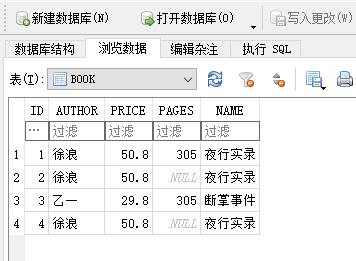 新建数据库(N) 打开数据库(O) 写入更改(W)
数据库结构 浏览数据 编辑杂注 执行 SQL
表(T): BOOK
ID AUTHOR PRICE PAGES NAME
... 过滤 过滤 过滤 过滤
1 1 徐浪 50.8 305 夜行实录
2 2 徐浪 50.8 NULL 夜行实录
3 3 乙一 29.8 305 断掌事件
4 4 徐浪 50.8 NULL 夜行实录